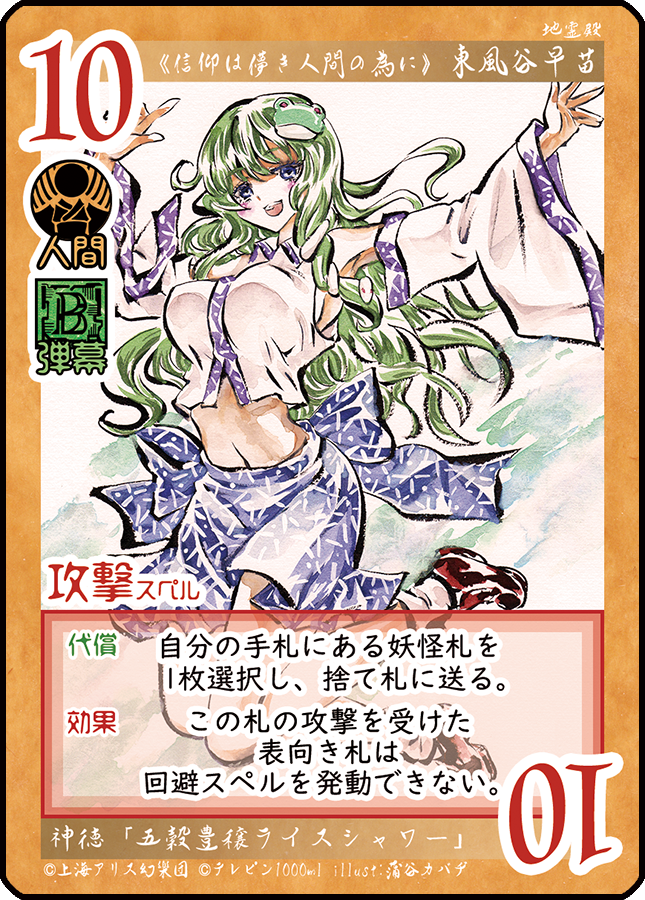 地霊殿
10
《信仰は儚き人間の為に》 東風谷早苗
人間
B
弾幕
攻撃スペル
代償 自分の手札にある妖怪札を
1枚選択し、捨て札に送る。
効果 この札の攻撃を受けた
表向き札は
回避スペルを発動できない。
10
神徳「五穀豊穣ライスシャワー」
©上海アリス幻樂団 ©テレピン1000ml illust:蒲谷カバヂ